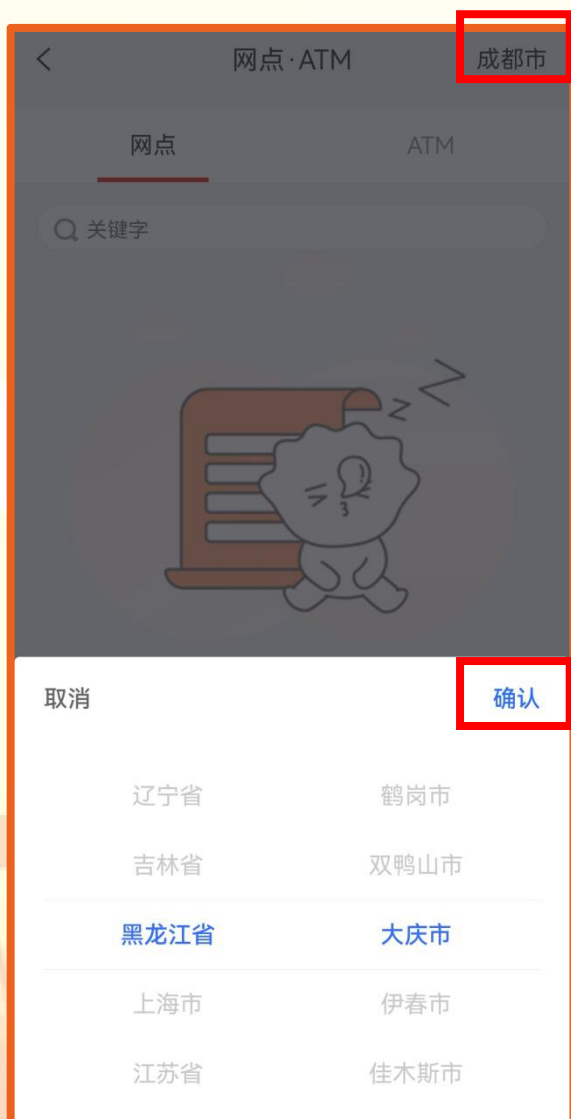 网点·ATM 成都市
网点 ATM
关键字
取消 确认
辽宁省 鹤岗市
吉林省 双鸭山市
黑龙江省 大庆市
上海市 伊春市
江苏省 佳木斯市